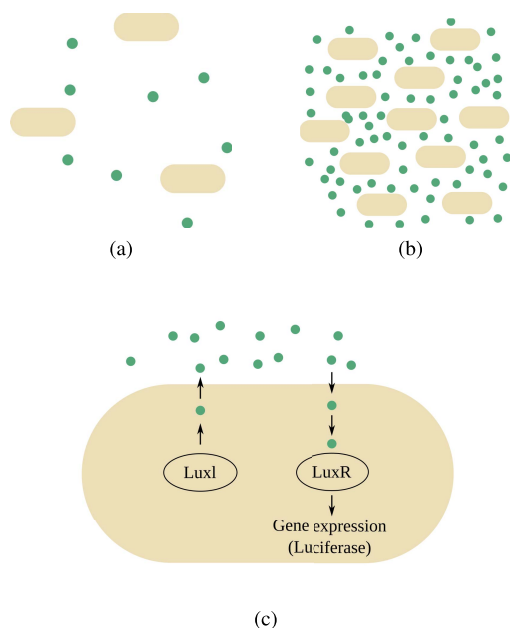 (a)
(b)
LuxI
LuxR
Gene expression
(Luciferase)
(c)